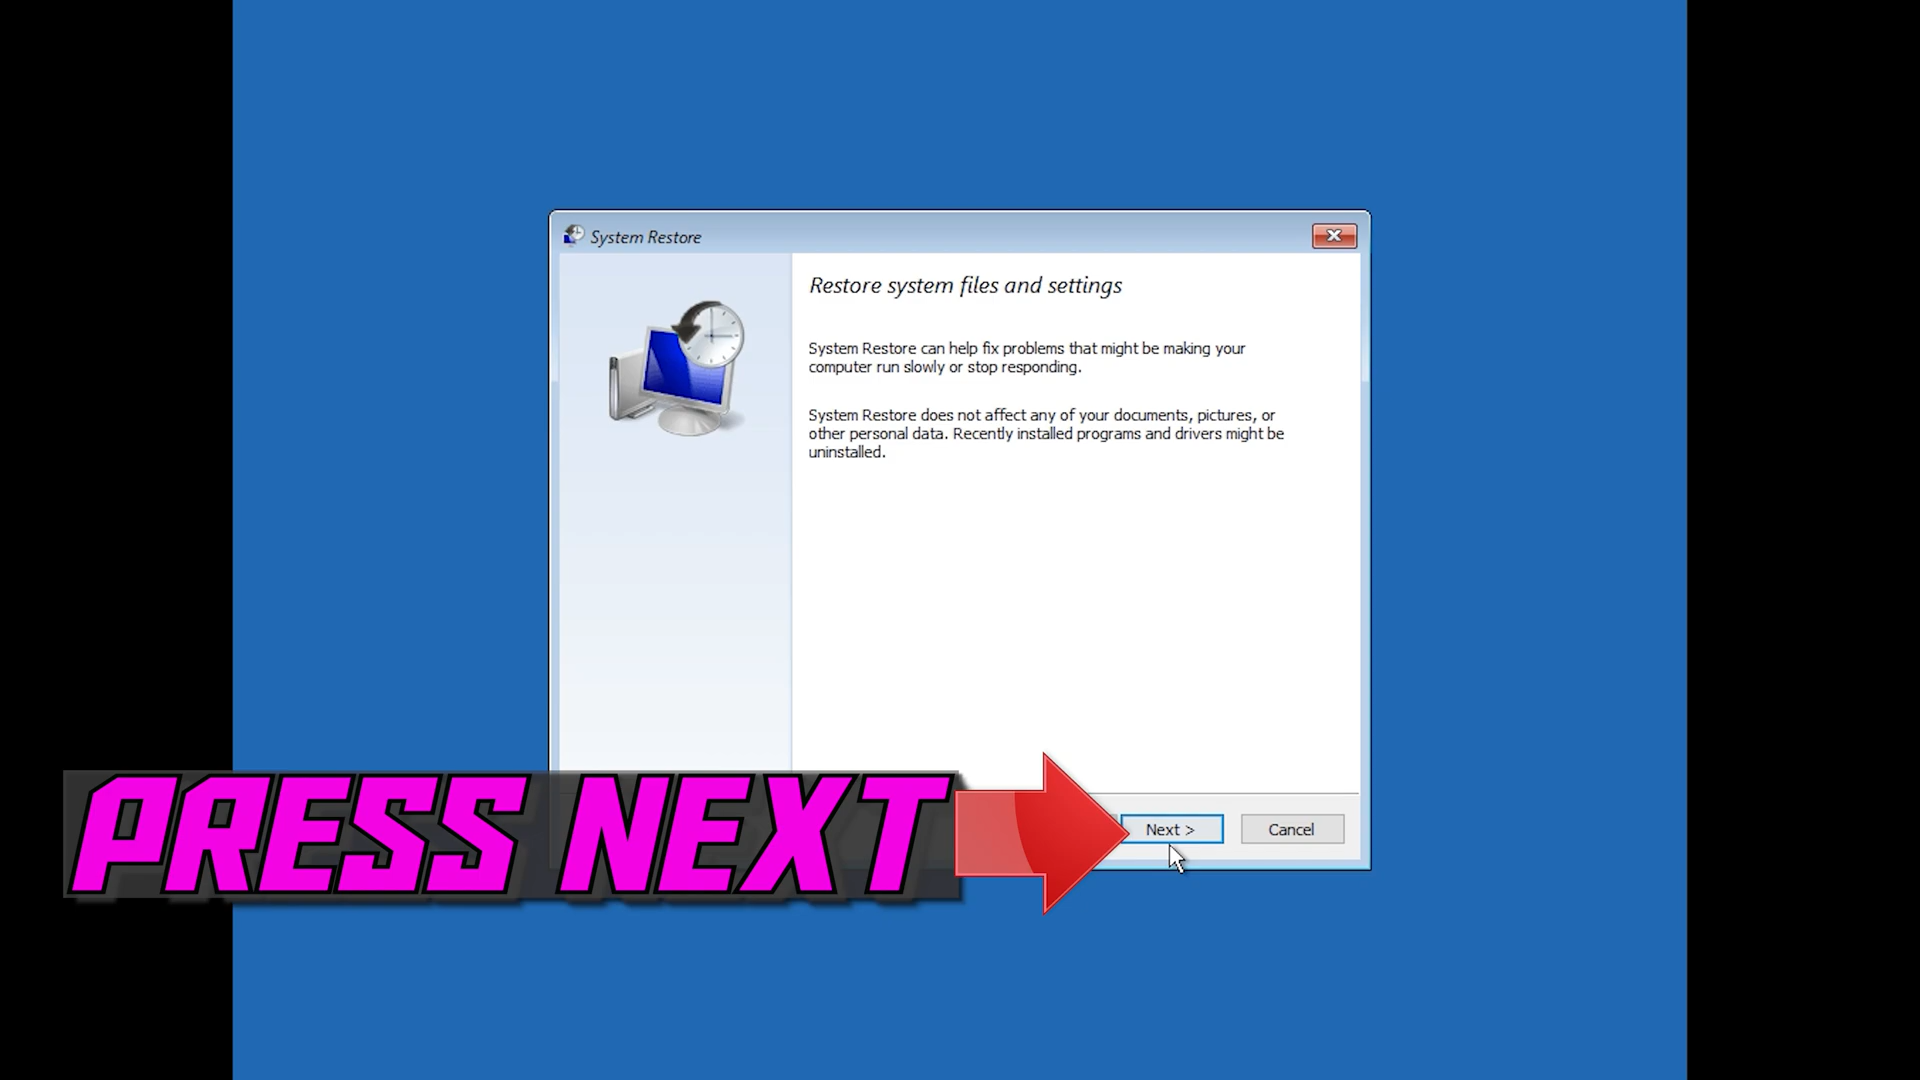 System Restore
Restore system files and settings
System Restore can help fix problems that might be making your
computer run slowly or stop responding.
System Restore does not affect any of your documents, pictures, or
other personal data. Recently installed programs and drivers might be
uninstalled.
PRESS NEXT
Next >
Cancel